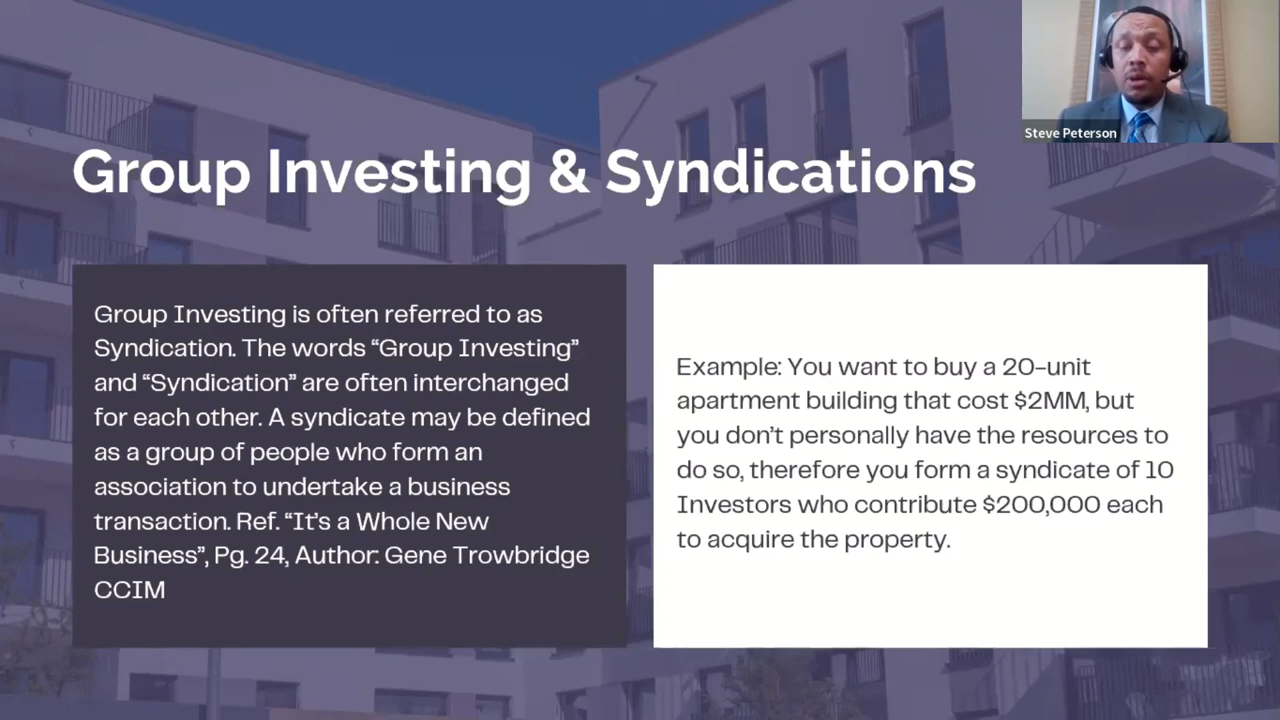 Steve Peterson
Group Investing & Syndications
Group Investing is often referred to as
Syndication. The words “Group Investing”
and “Syndication” are often interchanged
for each other. A syndicate may be defined
as a group of people who form an
association to undertake a business
transaction. Ref. “It’s a Whole New
Business”, Pg. 24, Author: Gene Trowbridge
CCIM
Example: You want to buy a 20-unit
apartment building that cost $2MM, but
you don’t personally have the resources to
do so, therefore you form a syndicate of 10
Investors who contribute $200,000 each
to acquire the property.